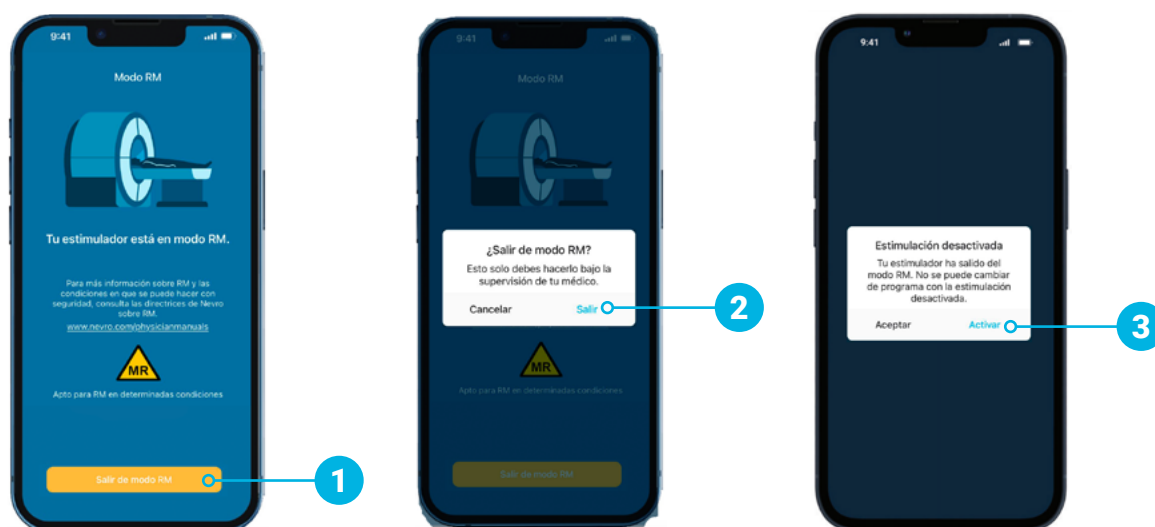 9:41
Modo RM
Tu estimulador está en modo RM.
Para más información sobre RM y las
condiciones en que se puede hacer con
seguridad, consulta las directrices de Nevro
sobre RM.
www.nevro.com/physicianmanuals
MR
Apto para RM en determinadas condiciones
Salir de modo RM
1
9:41
Modo RM
¿Salir de modo RM?
Esto solo debes hacerlo bajo la
supervisión de tu médico.
Cancelar Salir
2
MR
Apto para RM en determinadas condiciones
Salir de modo RM
9:41
Estimulación desactivada
Tu estimulador ha salido del
modo RM. No se puede cambiar
de programa con la estimulación
desactivada.
Aceptar Activar
3